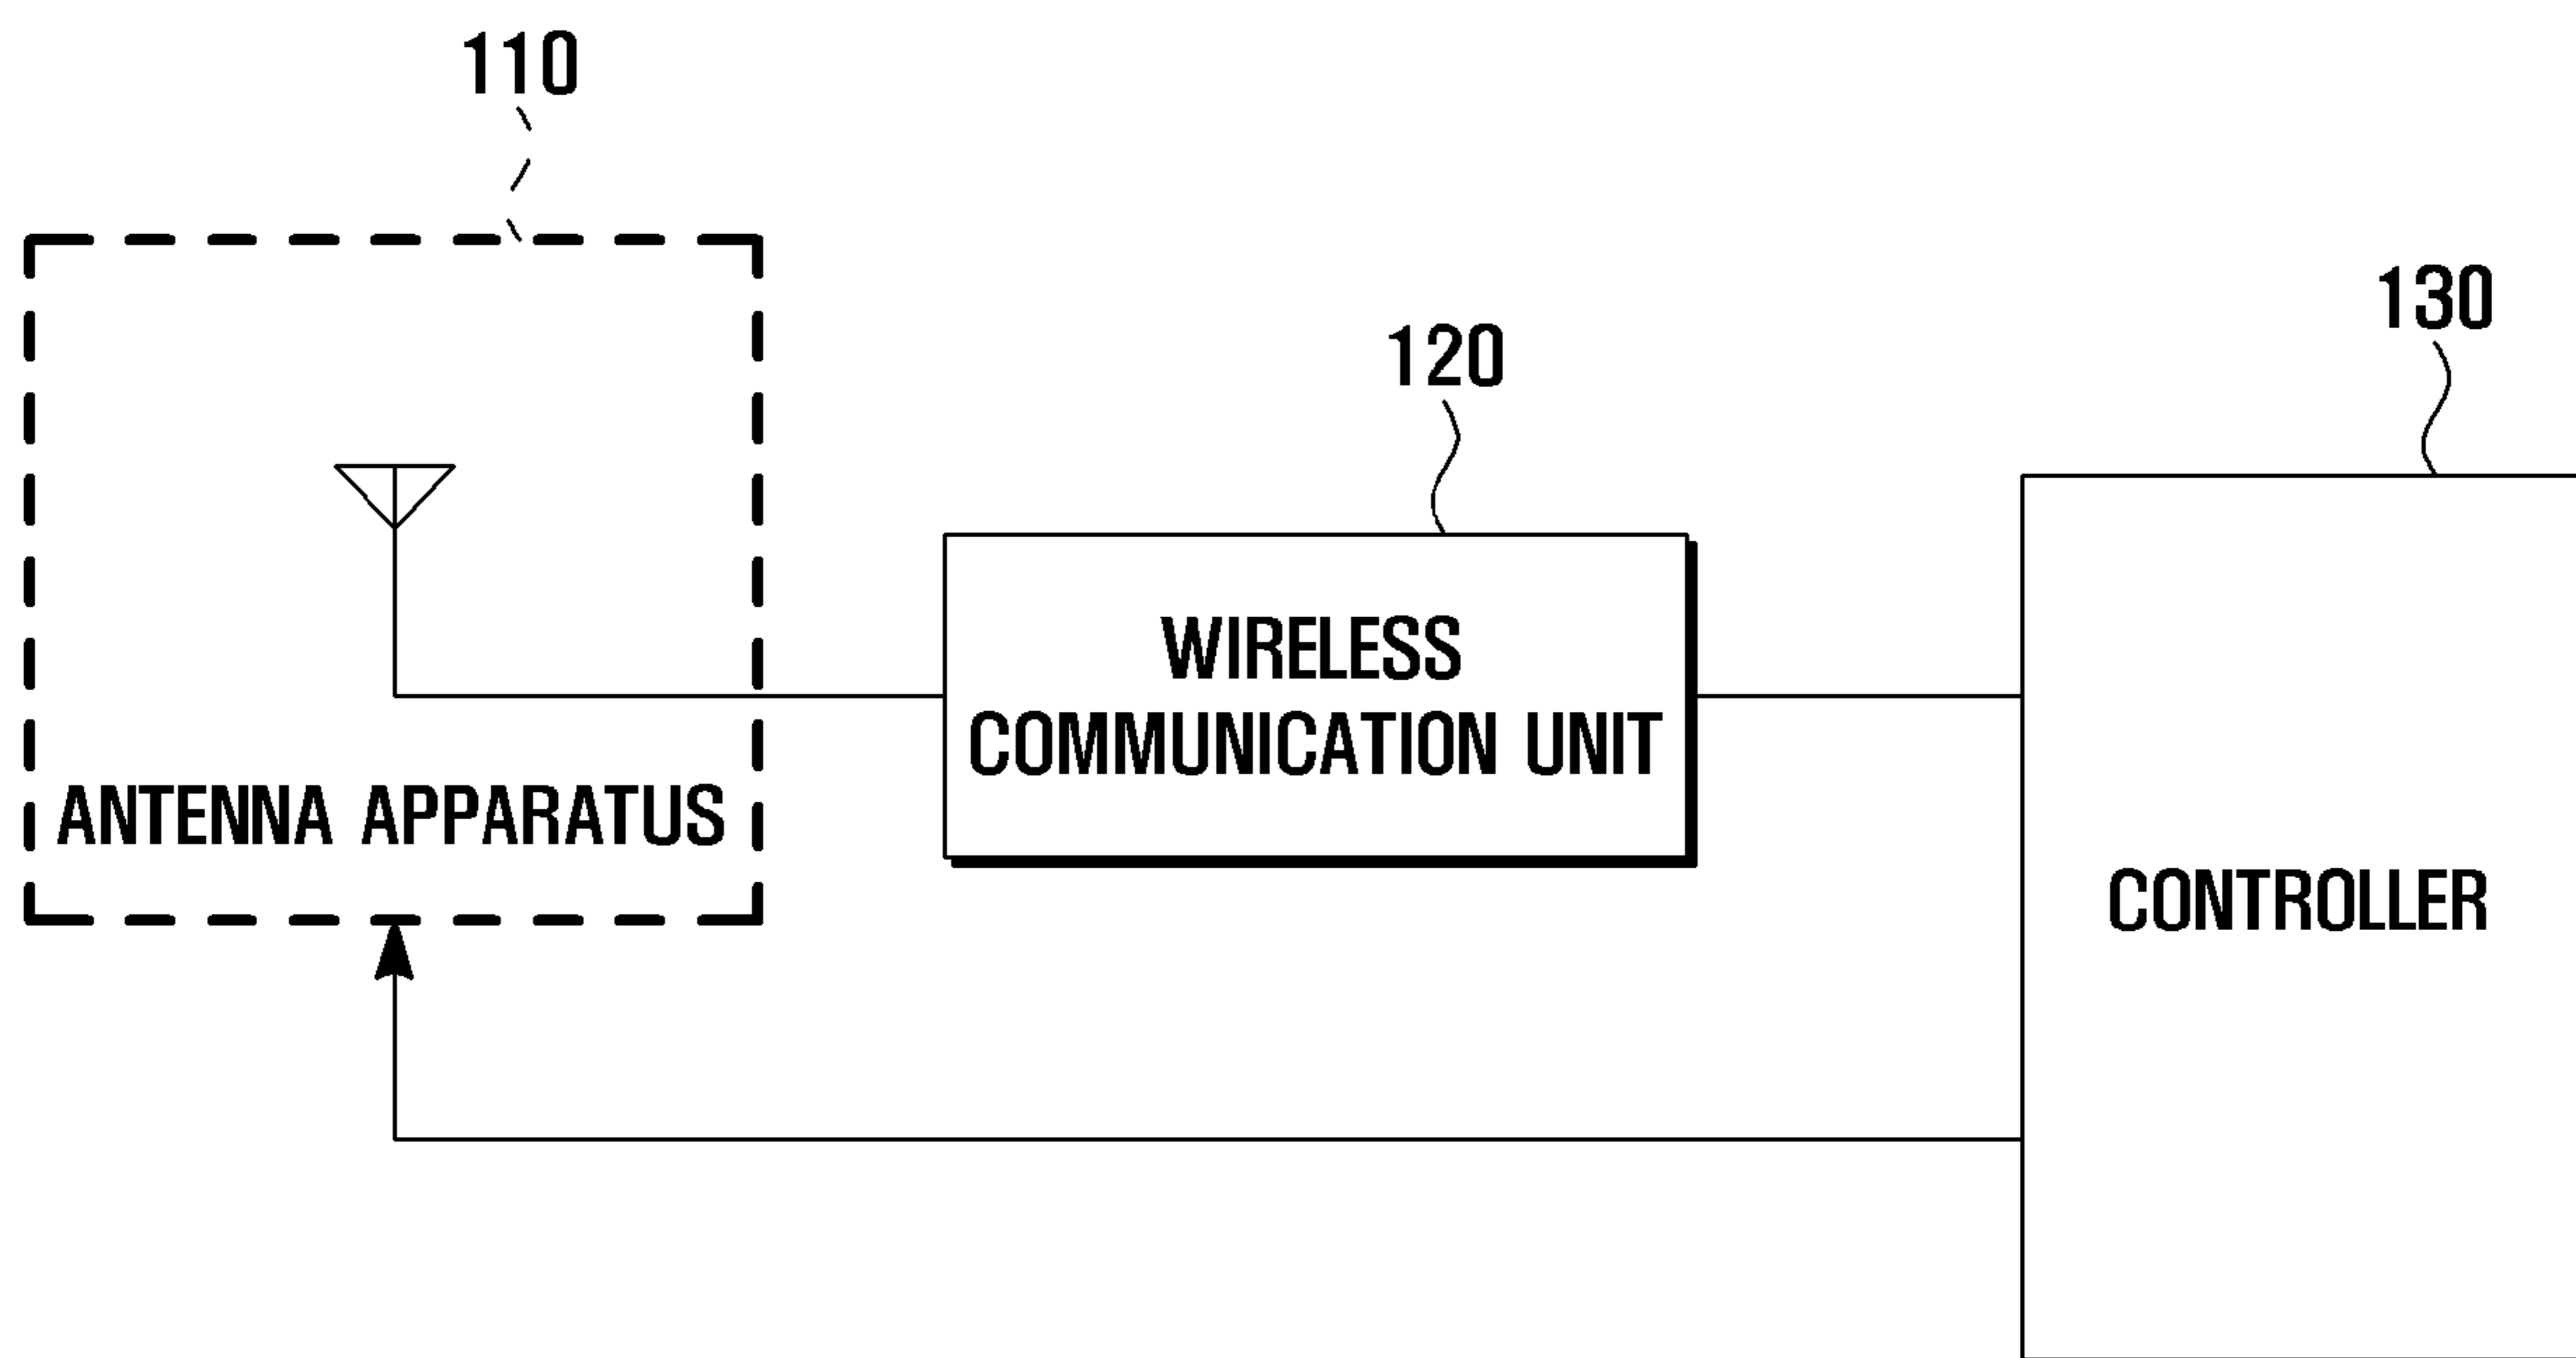 110
120
130
WIRELESS
COMMUNICATION UNIT
ANTENNA APPARATUS
CONTROLLER